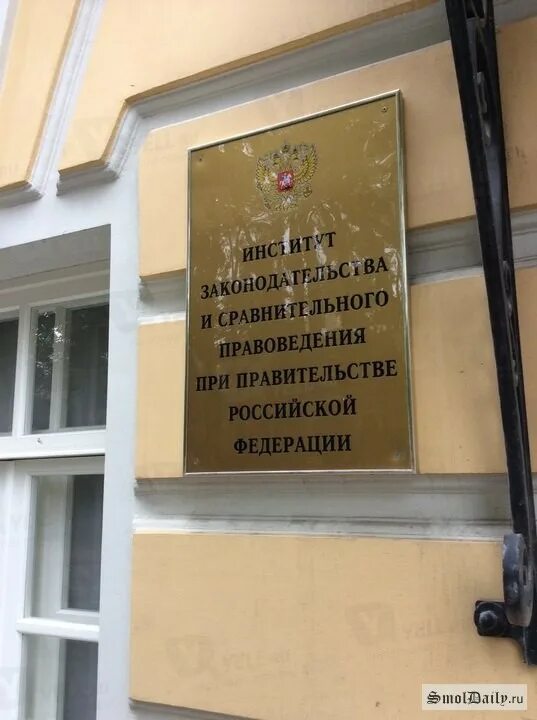 ИНСТИТУТ
ЗАКОНОДАТЕЛЬСТВА
И СРАВНИТЕЛЬНОГО
ПРАВОВЕДЕНИЯ
ПРИ ПРАВИТЕЛЬСТВЕ
РОССИЙСКОЙ
ФЕДЕРАЦИИ
SmolDaily.ru